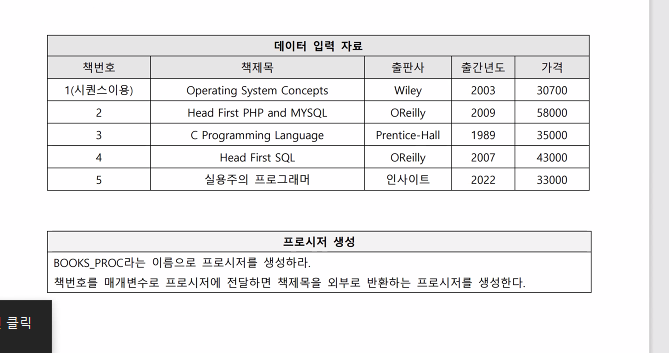 데이터 입력 자료
책번호 책제목 출판사 출간년도 가격
1(시퀀스이용) Operating System Concepts Wiley 2003 30700
2 Head First PHP and MYSQL OReilly 2009 58000
3 C Programming Language Prentice-Hall 1989 35000
4 Head First SQL OReilly 2007 43000
5 실용주의 프로그래머 인사이트 2022 33000
프로시저 생성
BOOKS_PROC라는 이름으로 프로시저를 생성하라.
책번호를 매개변수로 프로시저에 전달하면 책제목을 외부로 반환하는 프로시저를 생성한다.
클릭